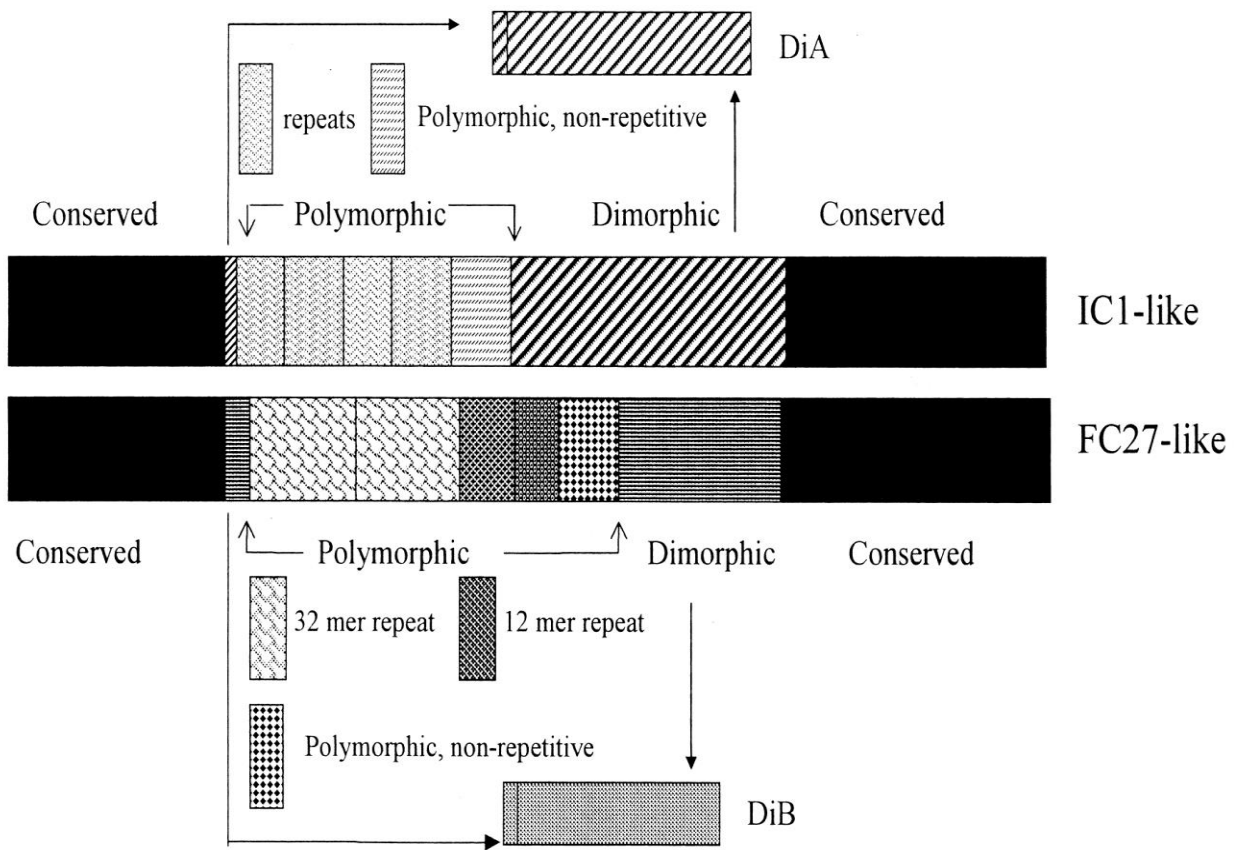 DiA
repeats
Polymorphic, non-repetitive
Conserved
Polymorphic
Dimorphic
Conserved
IC1-like
FC27-like
Conserved
Polymorphic
Dimorphic
Conserved
32 mer repeat
12 mer repeat
Polymorphic, non-repetitive
DiB